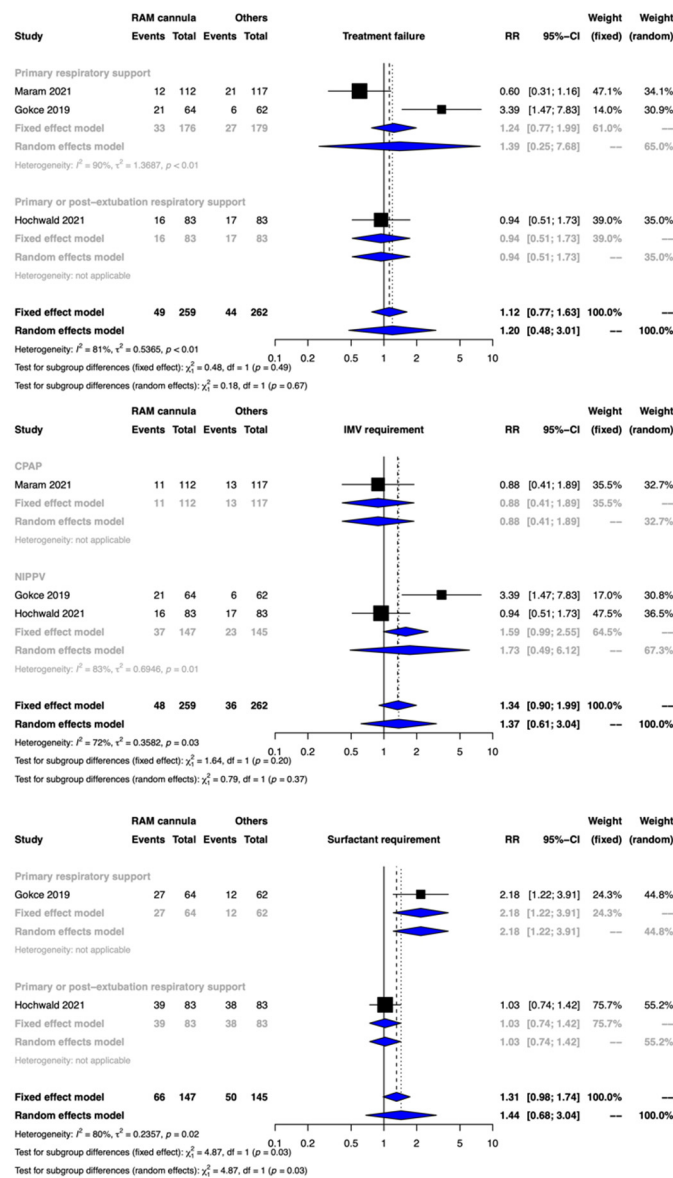 RAM cannula Others Weight Weight
Study Events Total Events Total Treatment failure RR 95%−CI (fixed) (random)
Primary respiratory support
Maram 2021 12 112 21 117 0.60 [0.31; 1.16] 47.1% 34.1%
Gokce 2019 21 64 6 62 3.39 [1.47; 7.83] 14.0% 30.9%
Fixed effect model 33 176 27 179 1.24 [0.77; 1.99] 61.0% −−
Random effects model 1.39 [0.25; 7.68] −− 65.0%
Heterogeneity: I² = 90%, τ² = 1.3687, p < 0.01
Primary or post−extubation respiratory support
Hochwald 2021 16 83 17 83 0.94 [0.51; 1.73] 39.0% 35.0%
Fixed effect model 16 83 17 83 0.94 [0.51; 1.73] 39.0% −−
Random effects model 0.94 [0.51; 1.73] −− 35.0%
Heterogeneity: not applicable
Fixed effect model 49 259 44 262 1.12 [0.77; 1.63] 100.0% −−
Random effects model 1.20 [0.48; 3.01] −− 100.0%
Heterogeneity: I² = 81%, τ² = 0.5365, p < 0.01
0.1 0.2 0.5 1 2 5 10
Test for subgroup differences (fixed effect): χ²₁ = 0.48, df = 1 (p = 0.49)
Test for subgroup differences (random effects): χ²₁ = 0.18, df = 1 (p = 0.67)
RAM cannula Others Weight Weight
Study Events Total Events Total IMV requirement RR 95%−CI (fixed) (random)
CPAP
Maram 2021 11 112 13 117 0.88 [0.41; 1.89] 35.5% 32.7%
Fixed effect model 11 112 13 117 0.88 [0.41; 1.89] 35.5% −−
Random effects model 0.88 [0.41; 1.89] −− 32.7%
Heterogeneity: not applicable
NIPPV
Gokce 2019 21 64 6 62 3.39 [1.47; 7.83] 17.0% 30.8%
Hochwald 2021 16 83 17 83 0.94 [0.51; 1.73] 47.5% 36.5%
Fixed effect model 37 147 23 145 1.59 [0.99; 2.55] 64.5% −−
Random effects model 1.73 [0.49; 6.12] −− 67.3%
Heterogeneity: I² = 83%, τ² = 0.6946, p = 0.01
Fixed effect model 48 259 36 262 1.34 [0.90; 1.99] 100.0% −−
Random effects model 1.37 [0.61; 3.04] −− 100.0%
Heterogeneity: I² = 72%, τ² = 0.3582, p = 0.03
0.1 0.2 0.5 1 2 5 10
Test for subgroup differences (fixed effect): χ²₁ = 1.64, df = 1 (p = 0.20)
Test for subgroup differences (random effects): χ²₁ = 0.79, df = 1 (p = 0.37)
RAM cannula Others Weight Weight
Study Events Total Events Total Surfactant requirement RR 95%−CI (fixed) (random)
Primary respiratory support
Gokce 2019 27 64 12 62 2.18 [1.22; 3.91] 24.3% 44.8%
Fixed effect model 27 64 12 62 2.18 [1.22; 3.91] 24.3% −−
Random effects model 2.18 [1.22; 3.91] −− 44.8%
Heterogeneity: not applicable
Primary or post−extubation respiratory support
Hochwald 2021 39 83 38 83 1.03 [0.74; 1.42] 75.7% 55.2%
Fixed effect model 39 83 38 83 1.03 [0.74; 1.42] 75.7% −−
Random effects model 1.03 [0.74; 1.42] −− 55.2%
Heterogeneity: not applicable
Fixed effect model 66 147 50 145 1.31 [0.98; 1.74] 100.0% −−
Random effects model 1.44 [0.68; 3.04] −− 100.0%
Heterogeneity: I² = 80%, τ² = 0.2357, p = 0.02
0.1 0.2 0.5 1 2 5 10
Test for subgroup differences (fixed effect): χ²₁ = 4.87, df = 1 (p = 0.03)
Test for subgroup differences (random effects): χ²₁ = 4.87, df = 1 (p = 0.03)